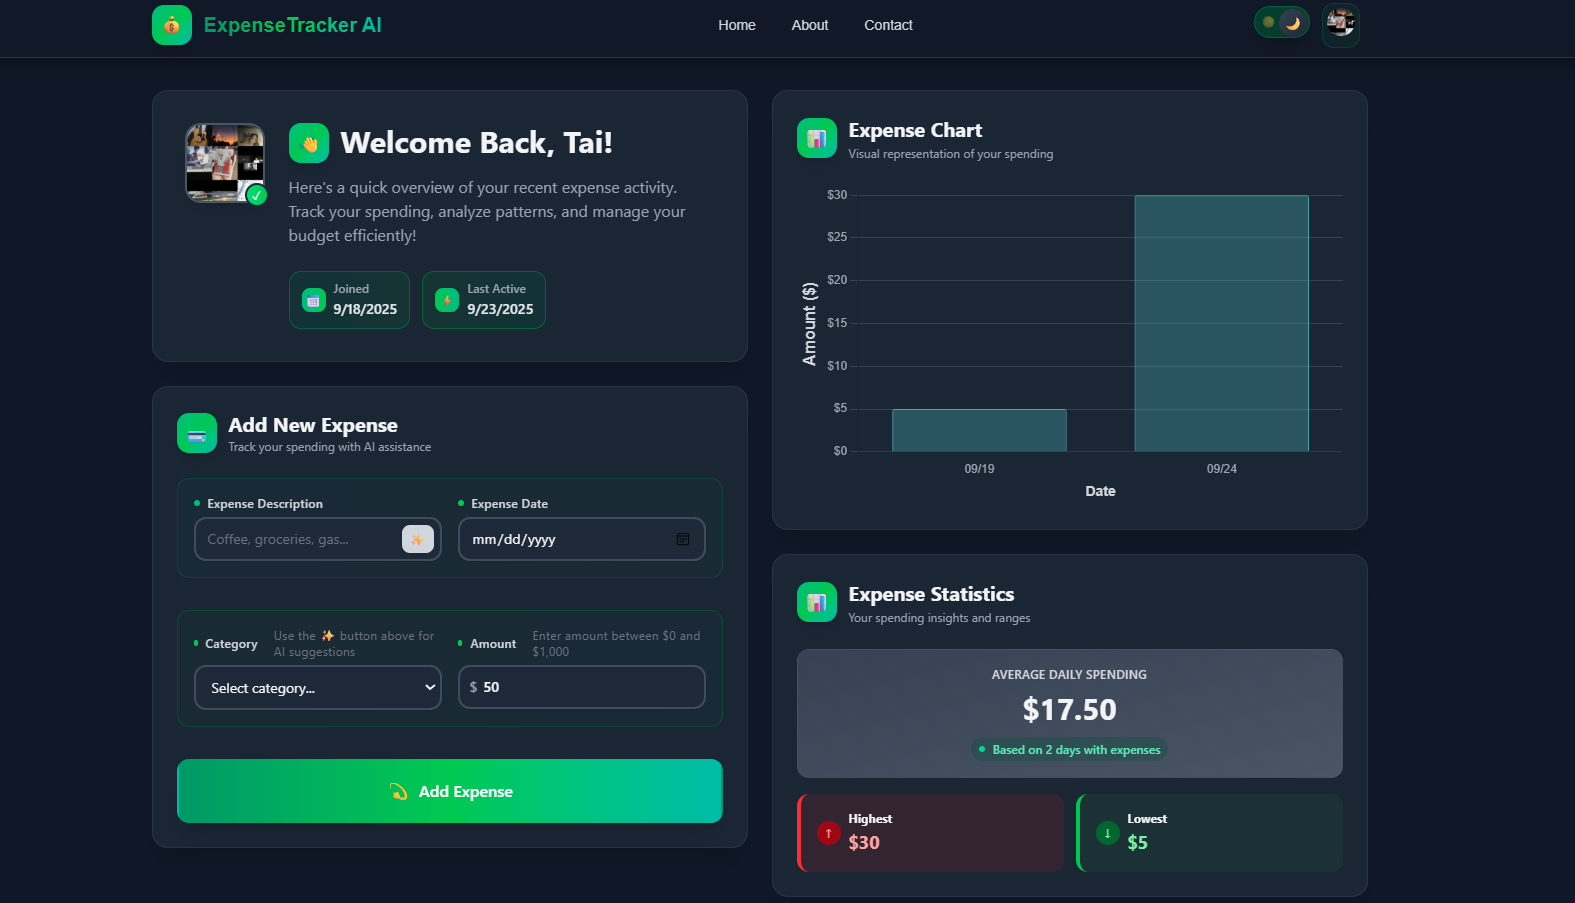 ExpenseTracker AI
Home
About
Contact
Welcome Back, Tai!
Here's a quick overview of your recent expense activity.
Track your spending, analyze patterns, and manage your
budget efficiently!
Joined
9/18/2025
Last Active
9/23/2025
Add New Expense
Track your spending with AI assistance
Expense Description
Coffee, groceries, gas...
Expense Date
mm/dd/yyyy
Category
Use the ✨ button above for
AI suggestions
Select category...
Amount
Enter amount between $0 and
$1,000
$ 50
Add Expense
Expense Chart
Visual representation of your spending
$30
$25
$20
$15
$10
$5
$0
Amount ($)
09/19
09/24
Date
Expense Statistics
Your spending insights and ranges
AVERAGE DAILY SPENDING
$17.50
Based on 2 days with expenses
↑
Highest
$30
↓
Lowest
$5